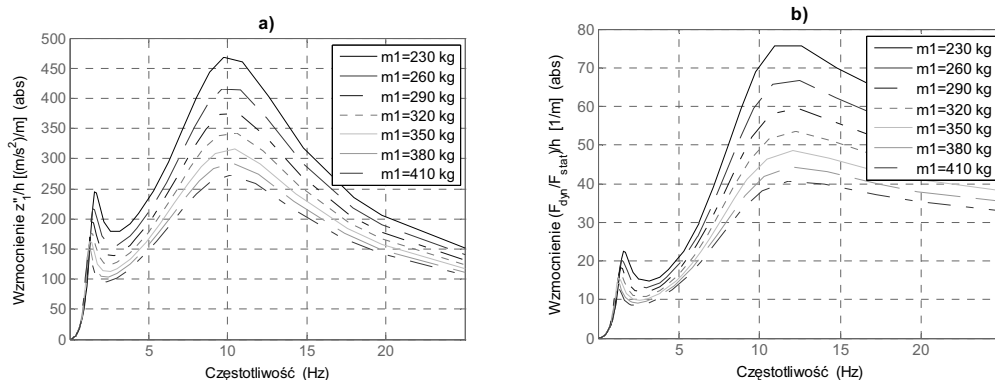 a)
Wzmocnienie z''1/h [(m/s²)/m] (abs)
500
450
400
350
300
250
200
150
100
50
0
5
10
15
20
Częstotliwość (Hz)
m1=230 kg
m1=260 kg
m1=290 kg
m1=320 kg
m1=350 kg
m1=380 kg
m1=410 kg
b)
Wzmocnienie (Fdyn/Fstat)/h [1/m] (abs)
80
70
60
50
40
30
20
10
0
5
10
15
20
Częstotliwość (Hz)
m1=230 kg
m1=260 kg
m1=290 kg
m1=320 kg
m1=350 kg
m1=380 kg
m1=410 kg